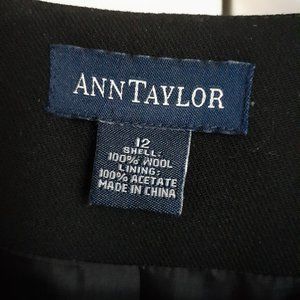 ANNTAYLOR
12
SHELL:
100% WOOL
LINING:
100% ACETATE
MADE IN CHINA